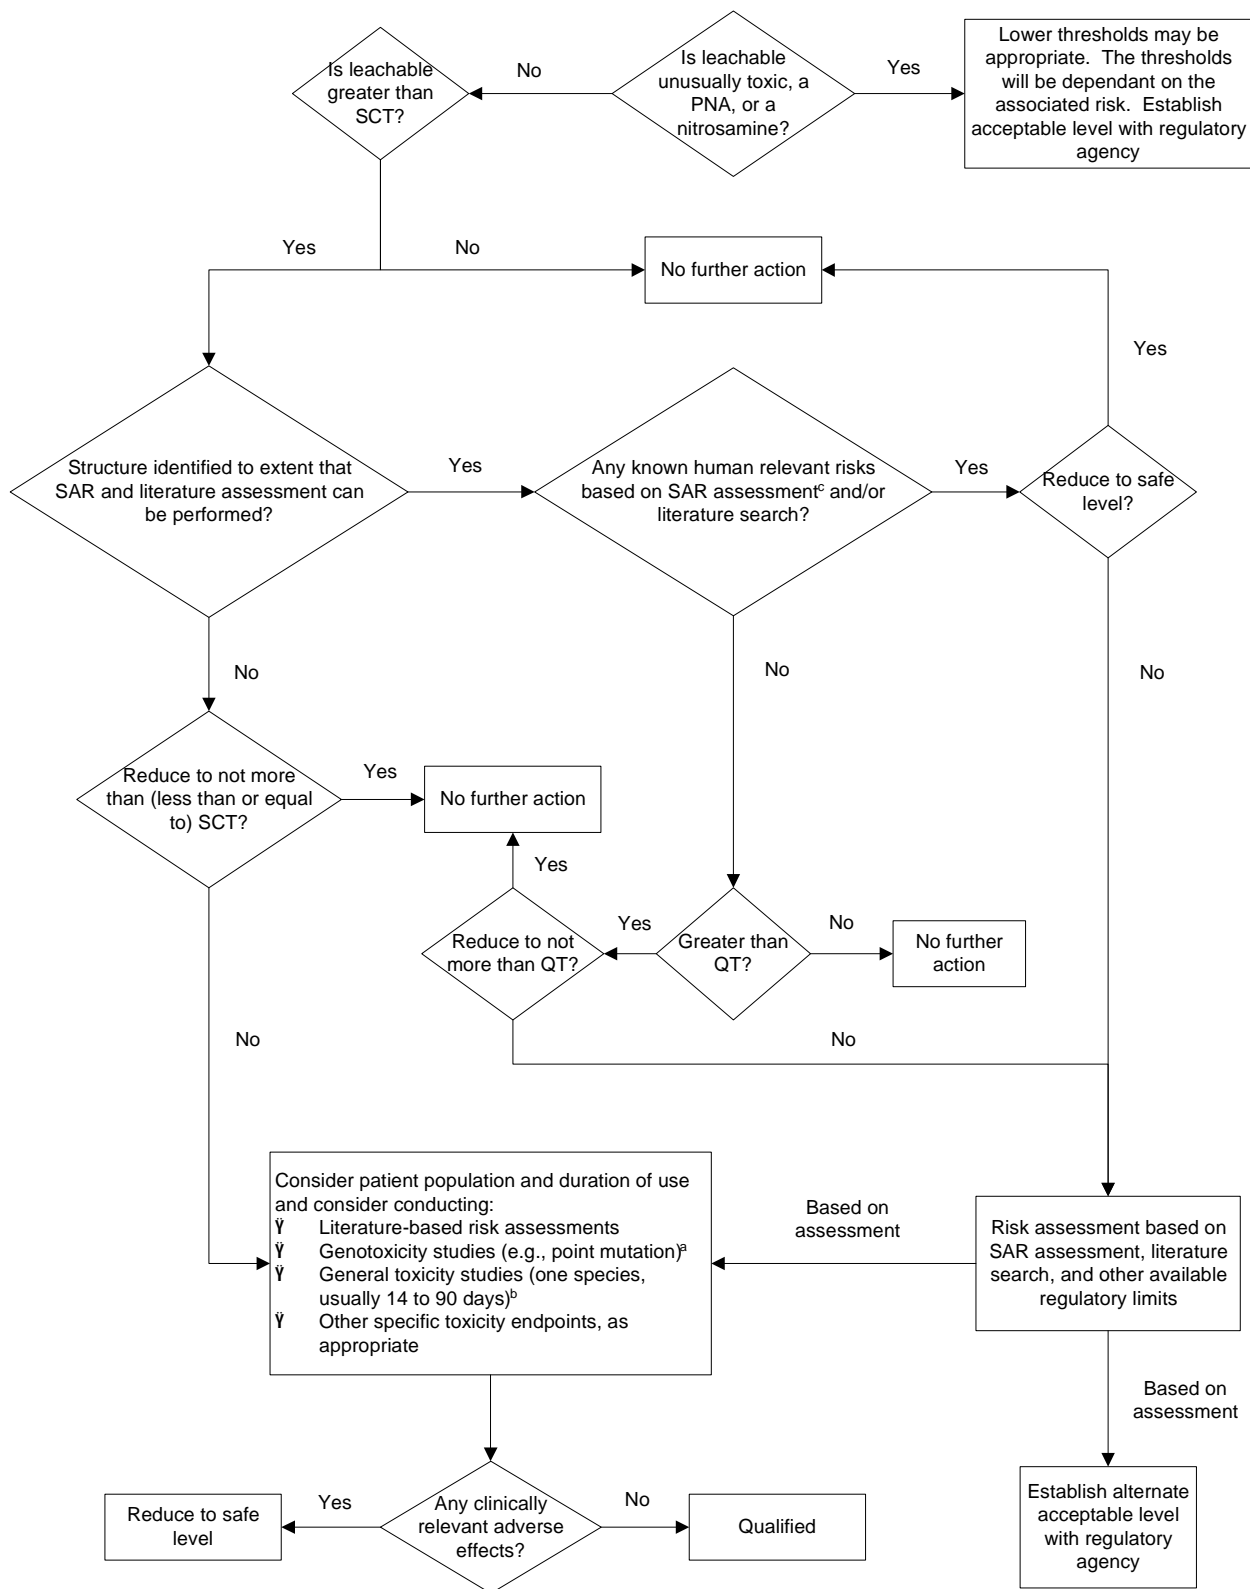 Is leachable
greater than
SCT?
No
Is leachable
unusually toxic, a
PNA, or a
nitrosamine?
Yes
Lower thresholds may be
appropriate.  The thresholds
will be dependant on the
associated risk.  Establish
acceptable level with regulatory
agency
Yes
No
No further action
Yes
Structure identified to extent that
SAR and literature assessment can
be performed?
Yes
Any known human relevant risks
based on SAR assessmentᶜ and/or
literature search?
Yes
Reduce to safe
level?
No
No
No
Reduce to not more
than (less than or equal
to) SCT?
Yes
No further action
Yes
Reduce to not
more than QT?
Yes
Greater than
QT?
No
No further
action
No
No
Consider patient population and duration of use
and consider conducting:
Ÿ Literature-based risk assessments
Ÿ Genotoxicity studies (e.g., point mutation)ᵃ
Ÿ General toxicity studies (one species,
usually 14 to 90 days)ᵇ
Ÿ Other specific toxicity endpoints, as
appropriate
Based on
assessment
Risk assessment based on
SAR assessment, literature
search, and other available
regulatory limits
Based on
assessment
Reduce to safe
level
Yes
Any clinically
relevant adverse
effects?
No
Qualified
Establish alternate
acceptable level
with regulatory
agency